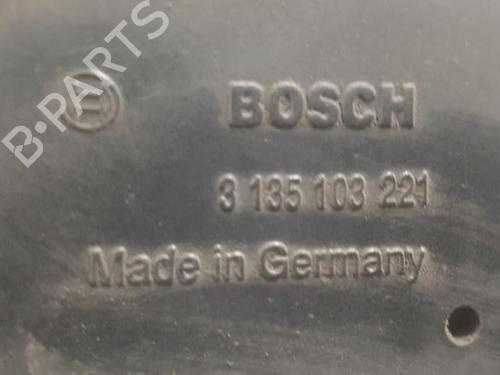 B-PARTS
BOSCH
3 135 103 221
Made in Germany